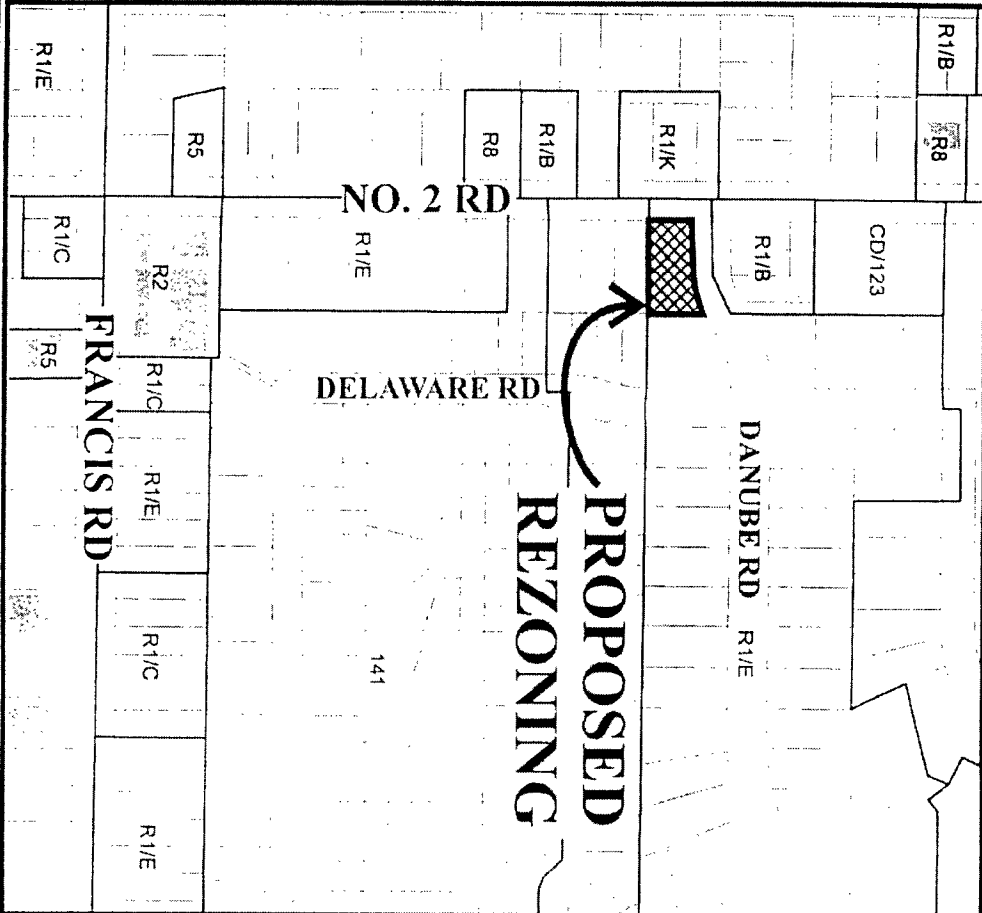 R1/E
R1/B
R5
R8
R1/B
R1/K
R8
NO. 2 RD
R1/C
R2
R1/E
R1/B
CD/123
R5
FRANCIS RD
R1/C
DELAWARE RD
DANUBE RD
R1/E
PROPOSED
REZONING
R1/E
R1/C
141
R1/E